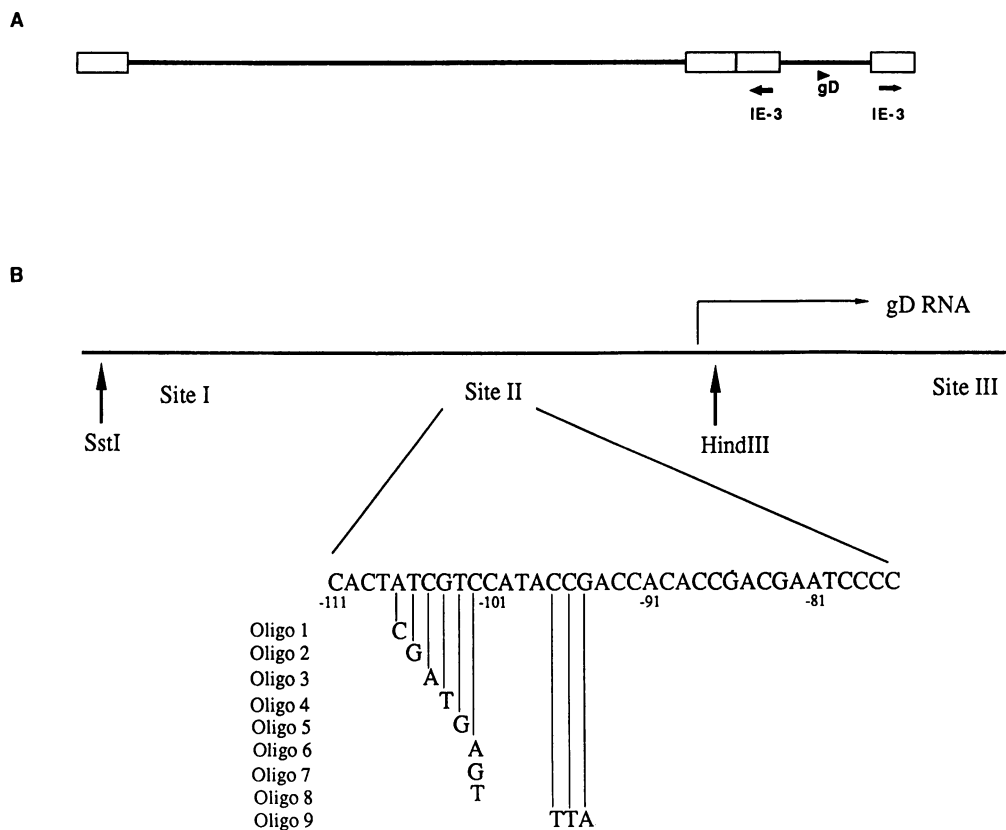 A
gD
IE-3 IE-3
B
gD RNA
Site I Site II Site III
SstI HindIII
CACTATCGTCCATACCGACCACACCGACGAATCCCC
-111 -101 -91 -81
Oligo 1 C
Oligo 2 G
Oligo 3 A
Oligo 4 T
Oligo 5 G
Oligo 6 A
Oligo 7 G
Oligo 8 T
Oligo 9 TTA